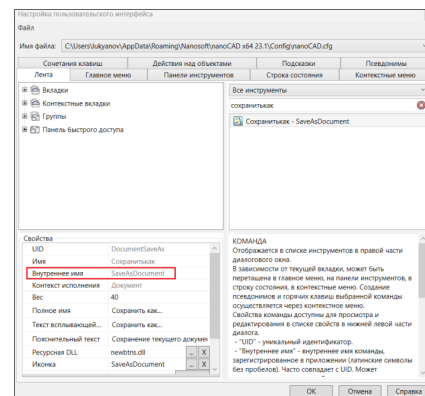 Настройка пользовательского интерфейса
Файл
Имя файла: C:\Users\lukyanov\AppData\Roaming\Nanosoft\nanoCAD x64 23.1\Config\nanoCAD.cfg
Сочетания клавиш Действия над объектами Подсказки Псевдонимы
Лента Главное меню Панели инструментов Строка состояния Контекстные меню
Вкладки
Контекстные вкладки
Группы
Панель быстрого доступа
Все инструменты
сохранитькак
Сохранитькак - SaveAsDocument
Свойства
UID DocumentSaveAs
Имя Сохранитькак
Внутреннее имя SaveAsDocument
Контекст исполнения Документ
Вес 40
Полное имя Сохранить как...
Текст всплывающей... Сохранить как...
Пояснительный текст Сохранение текущего докумен
Ресурсная DLL newbtns.dll ... X
Иконка SaveAsDocument ... X
КОМАНДА
Отображается в списке инструментов в правой части
диалогового окна.
В зависимости от текущей вкладки, может быть
перетащена в главное меню, на панели инструментов, в
строку состояния, в контекстные меню. Создание
псевдонимов и горячих клавиш выбранной команды
осуществляется через контекстное меню.
Свойства команды доступны для просмотра и
редактирования в списке свойств в нижней левой части
диалога.
- "UID" - уникальный идентификатор.
- "Внутреннее имя" - внутреннее имя команды,
зарегистрированное в приложении (латинские символы
без пробелов). Часто совпадает с UID. Может
OK Отмена Справка